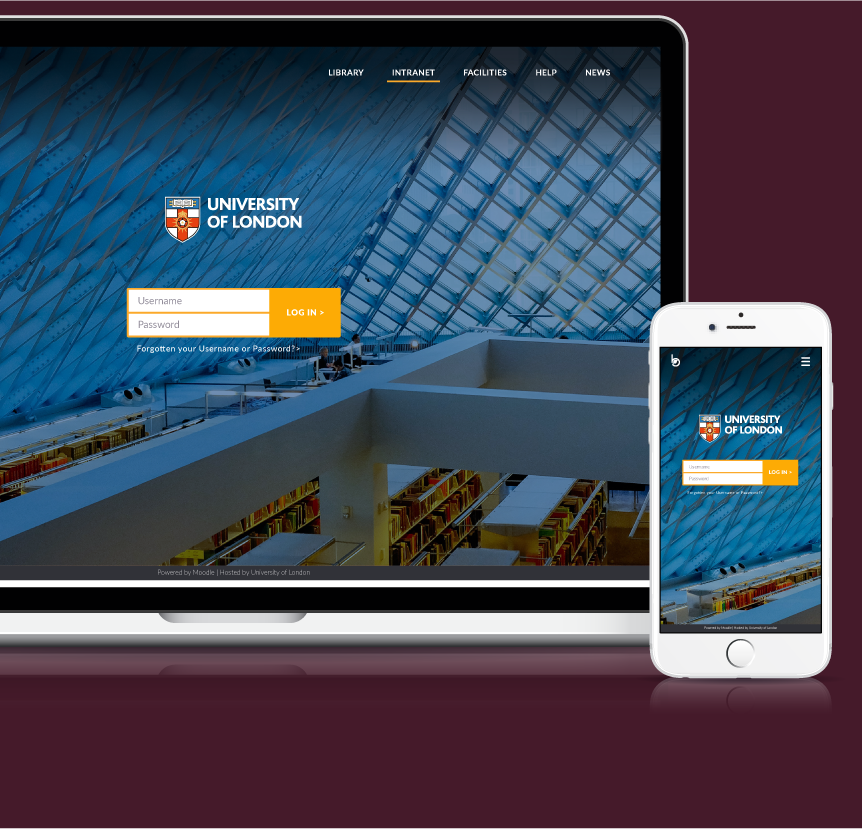 LIBRARY INTRANET FACILITIES HELP NEWS
UNIVERSITY
OF LONDON
Username
Password
LOG IN >
Forgotten your Username or Password?>
Powered by Moodle | Hosted by University of London
UNIVERSITY
OF LONDON
Username
Password
LOG IN >
Forgotten your Username or Password?>
Powered by Moodle | Hosted by University of London